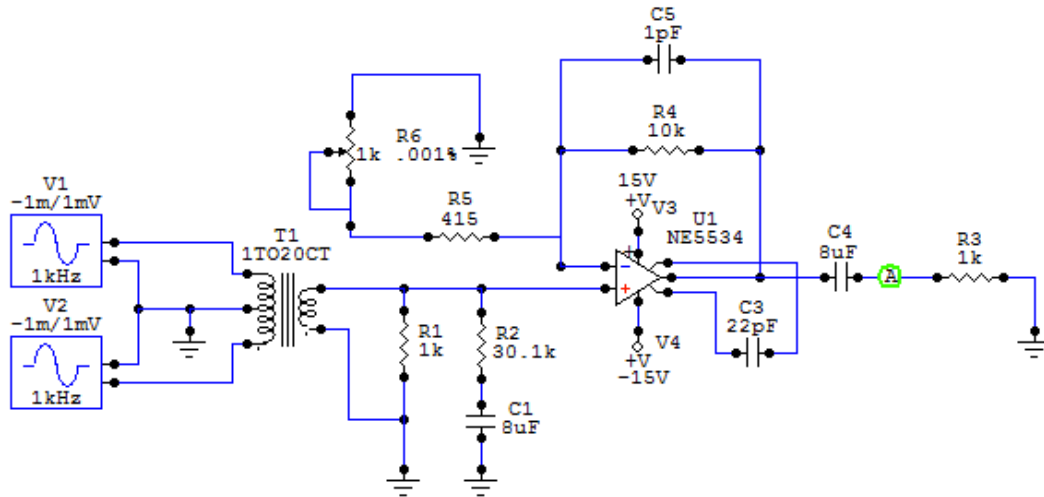 C5
1pF
R4
10k
R6
1k .001%
R5
415
15V
+V
V3
U1
NE5534
V1
-1m/1mV
1kHz
T1
1TO20CT
V2
-1m/1mV
1kHz
R1
1k
R2
30.1k
C1
8uF
+
-
+
V4
+V
-15V
C3
22pF
C4
8uF
A
R3
1k